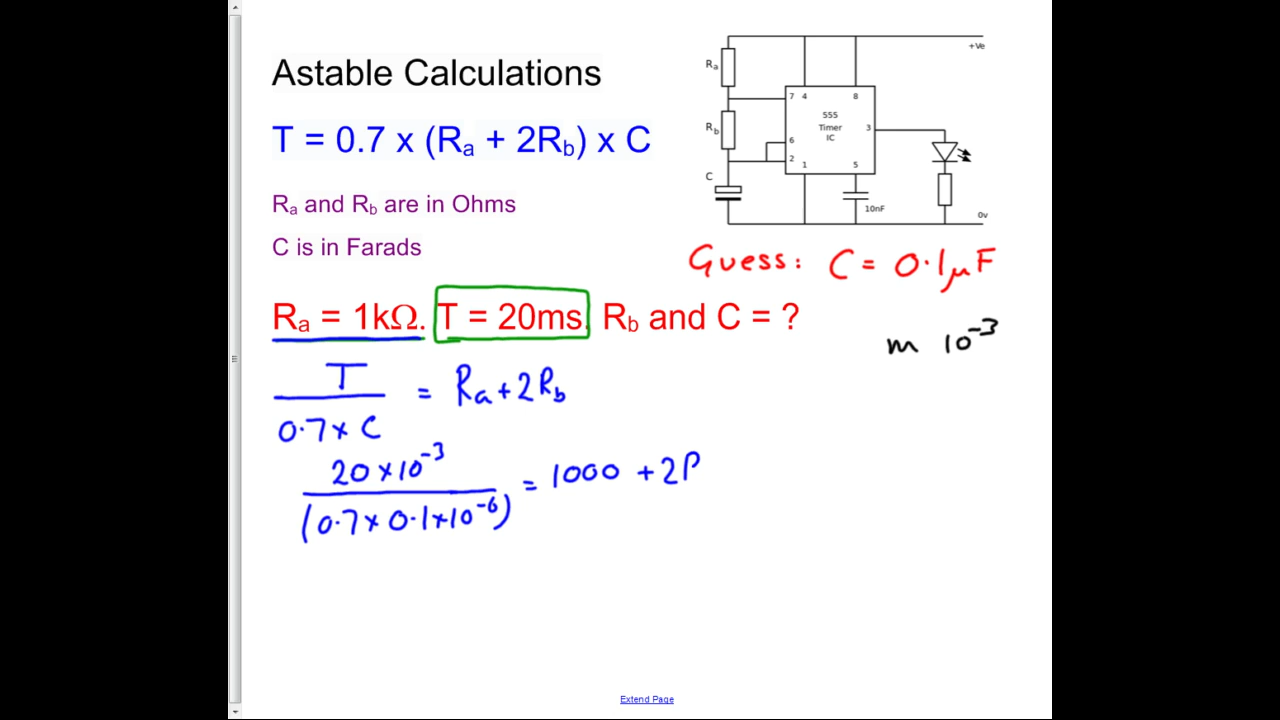 Astable Calculations
T = 0.7 x (Ra + 2Rb) x C
Ra and Rb are in Ohms
C is in Farads
+Ve
Ra
7 4 8
555
Timer
IC
3
Rb
6
2
1 5
C
10nF
0v
Guess: C = 0.1μF
Ra = 1kΩ. T = 20ms. Rb and C = ?
m 10-3
T
0.7 x C
= Ra + 2Rb
20 x 10-3
(0.7 x 0.1 x 10-6)
= 1000 + 2P
Extend Page